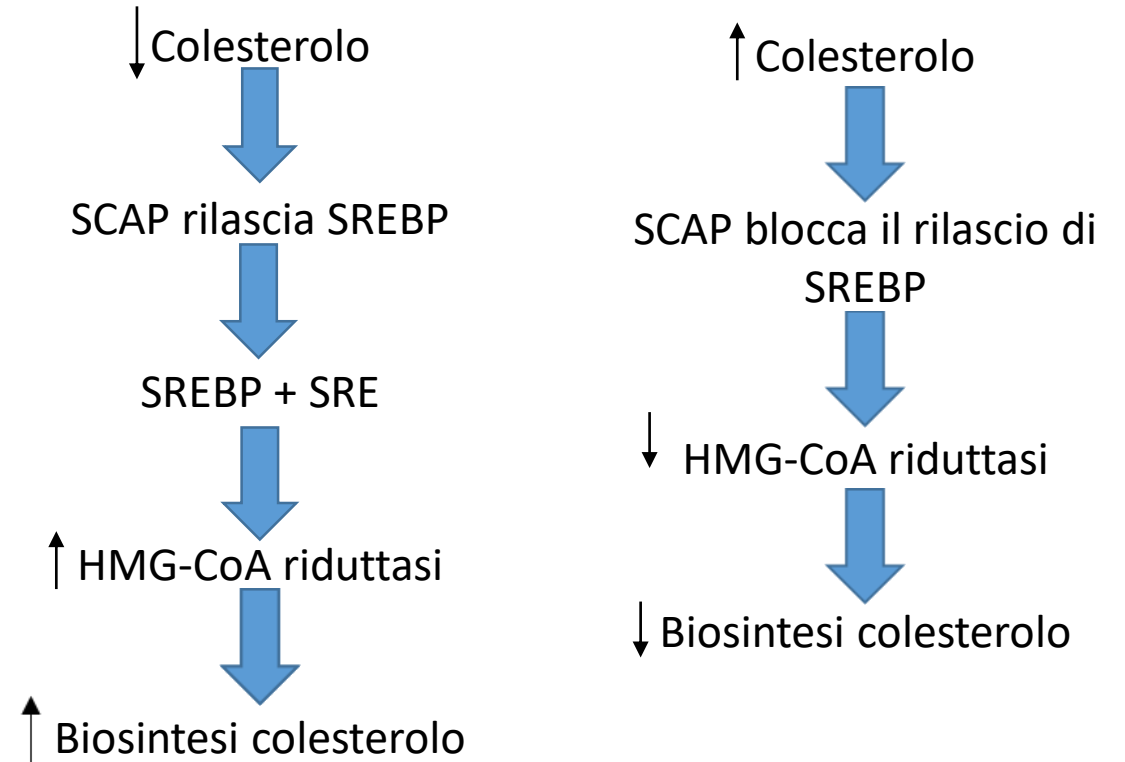 ↓ Colesterolo
SCAP rilascia SREBP
SREBP + SRE
↑ HMG-CoA riduttasi
↑ Biosintesi colesterolo
↑ Colesterolo
SCAP blocca il rilascio di
SREBP
↓ HMG-CoA riduttasi
↓ Biosintesi colesterolo